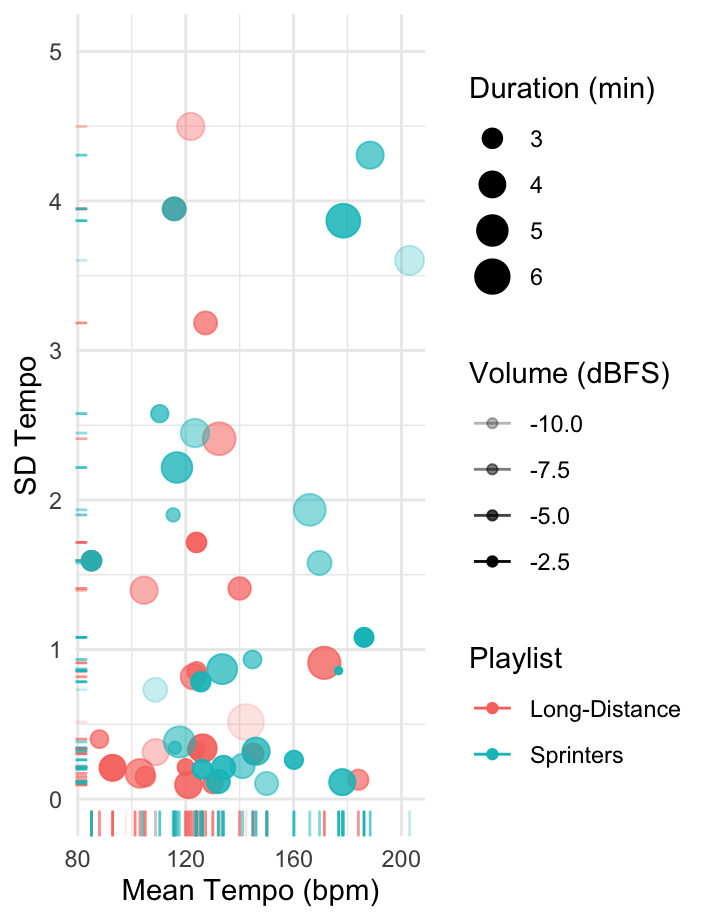 5
4
3
2
1
0
SD Tempo
80
120
160
200
Mean Tempo (bpm)
Duration (min)
3
4
5
6
Volume (dBFS)
-10.0
-7.5
-5.0
-2.5
Playlist
Long-Distance
Sprinters